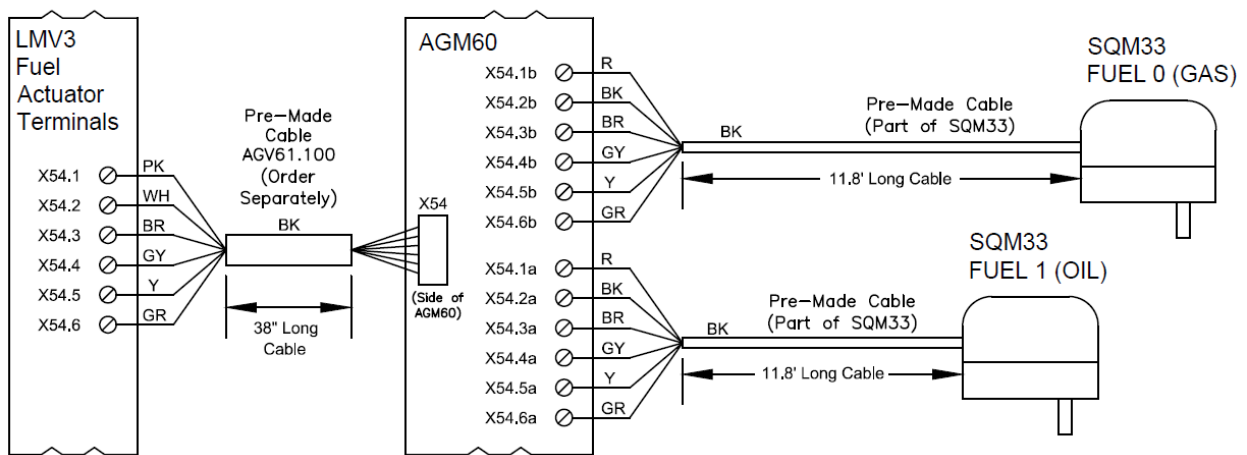 LMV3
Fuel
Actuator
Terminals
X54.1
PK
X54.2
WH
X54.3
BR
X54.4
GY
X54.5
Y
X54.6
GR
Pre-Made
Cable
AGV61.100
(Order
Separately)
BK
38" Long
Cable
AGM60
X54
(Side of
AGM60)
X54.1b
R
X54.2b
BK
X54.3b
BR
X54.4b
GY
X54.5b
Y
X54.6b
GR
BK
Pre-Made Cable
(Part of SQM33)
11.8' Long Cable
SQM33
FUEL 0 (GAS)
X54.1a
R
X54.2a
BK
X54.3a
BR
X54.4a
GY
X54.5a
Y
X54.6a
GR
BK
Pre-Made Cable
(Part of SQM33)
11.8' Long Cable
SQM33
FUEL 1 (OIL)